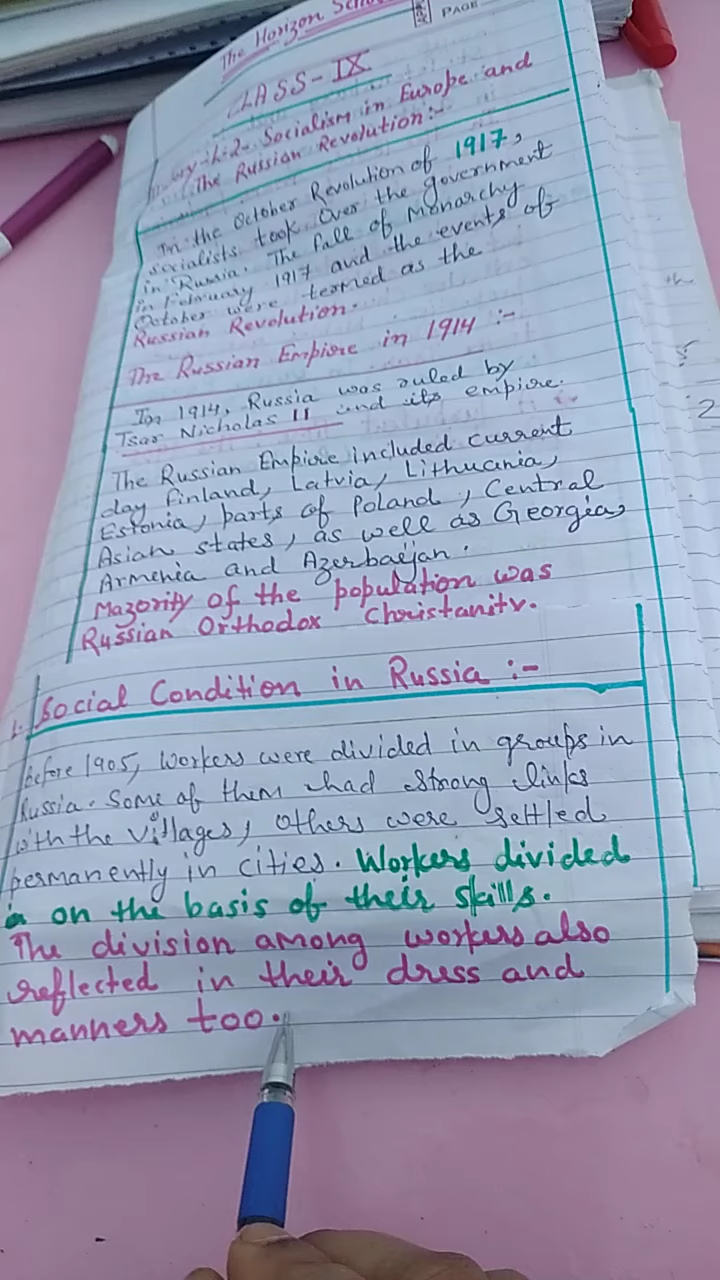 The Horizon
PAGE
CLASS-IX
Socialism in Europe and
The Russian Revolution:-
In the October Revolution of 1917,
socialists took over the government
in Russia. The fall of Monarchy
in February 1917 and the events of
October were termed as the
Russian Revolution.
The Russian Empire in 1914 :-
In 1914, Russia was ruled by
Tsar Nicholas II and its empire.
The Russian Empire included current
day Finland, Latvia, Lithuania,
Estonia, parts of Poland, Central
Asian states, as well as Georgia,
Armenia and Azerbaijan.
Majority of the population was
Russian Orthodox Christanity.
1. Social Condition in Russia :-
Before 1905, workers were divided in groups in
Russia. Some of them had strong links
with the villages, others were settled
permanently in cities. Workers divided
on the basis of their skills.
The division among workers also
reflected in their dress and
manners too.
2